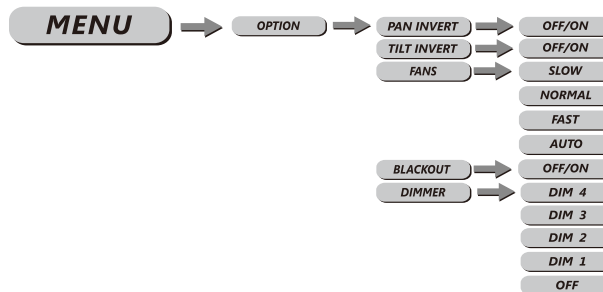 MENU OPTION PAN INVERT OFF/ON
TILT INVERT OFF/ON
FANS SLOW
NORMAL
FAST
AUTO
BLACKOUT OFF/ON
DIMMER DIM 4
DIM 3
DIM 2
DIM 1
OFF